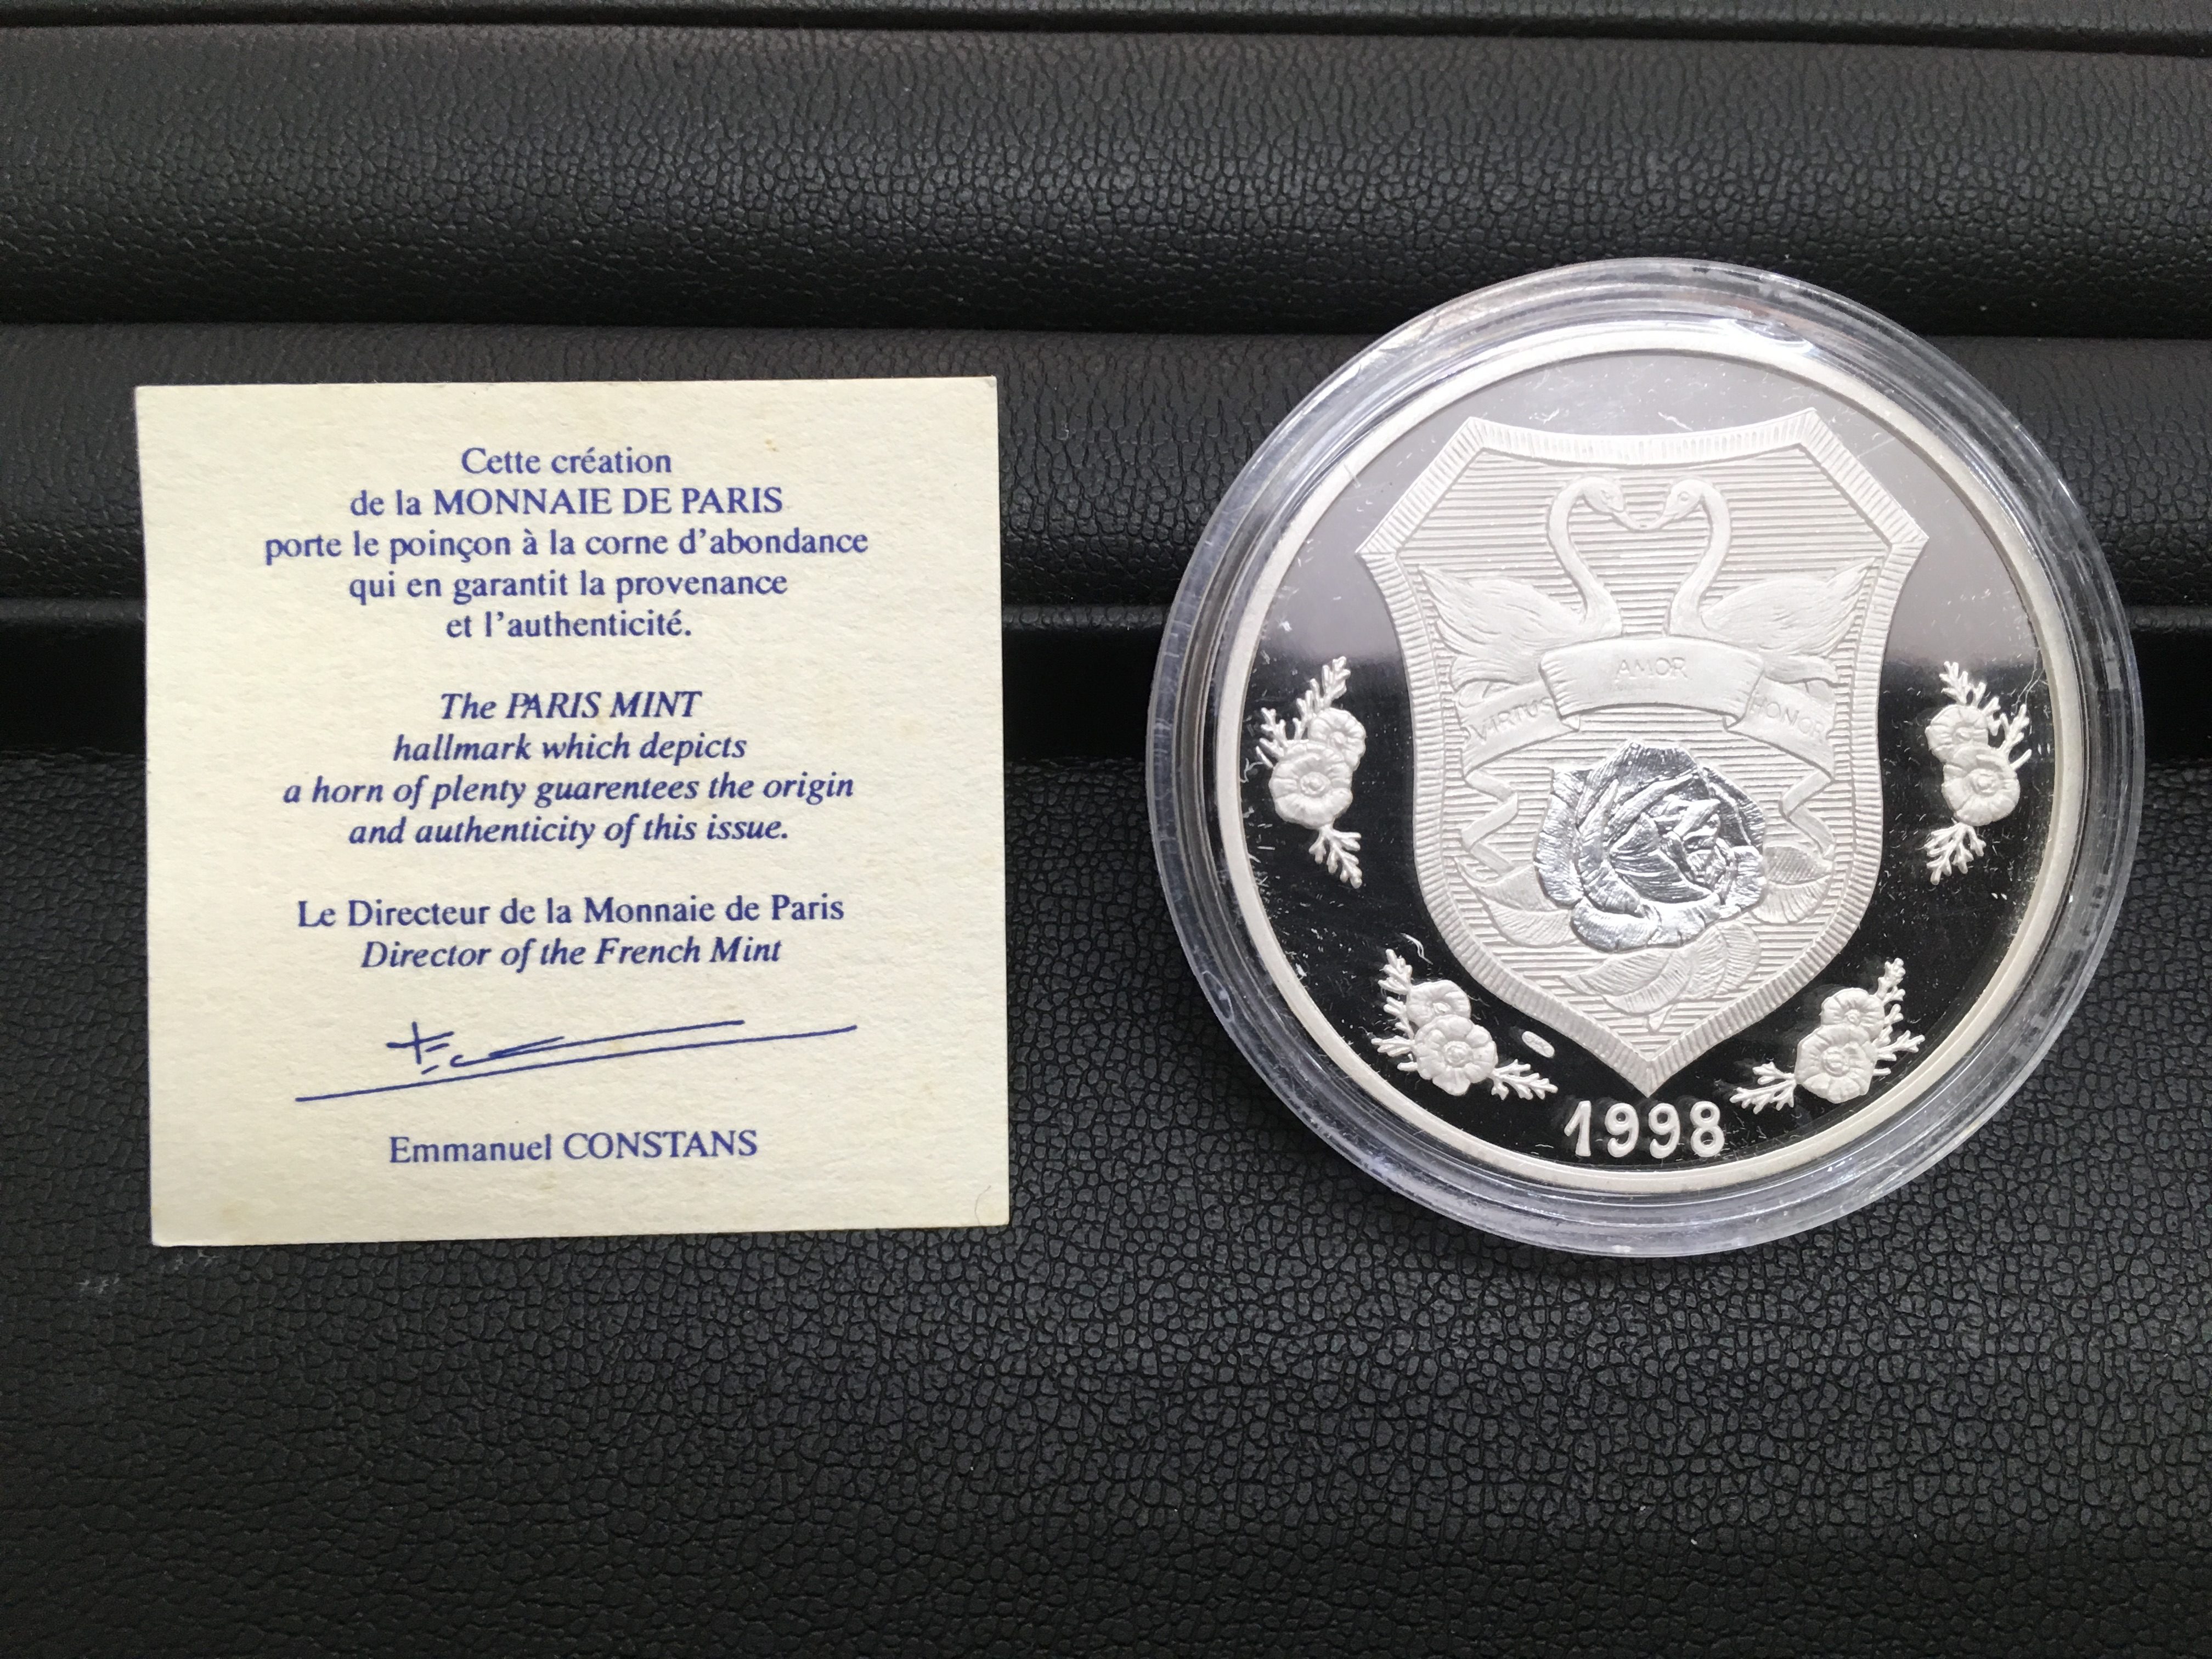 Cette création
de la MONNAIE DE PARIS
porte le poinçon à la corne d'abondance
qui en garantit la provenance
et l'authenticité.
The PARIS MINT
hallmark which depicts
a horn of plenty guarentees the origin
and authenticity of this issue.
Le Directeur de la Monnaie de Paris
Director of the French Mint
Emmanuel CONSTANS
AMOR
VIRTUS
HONOR
1998